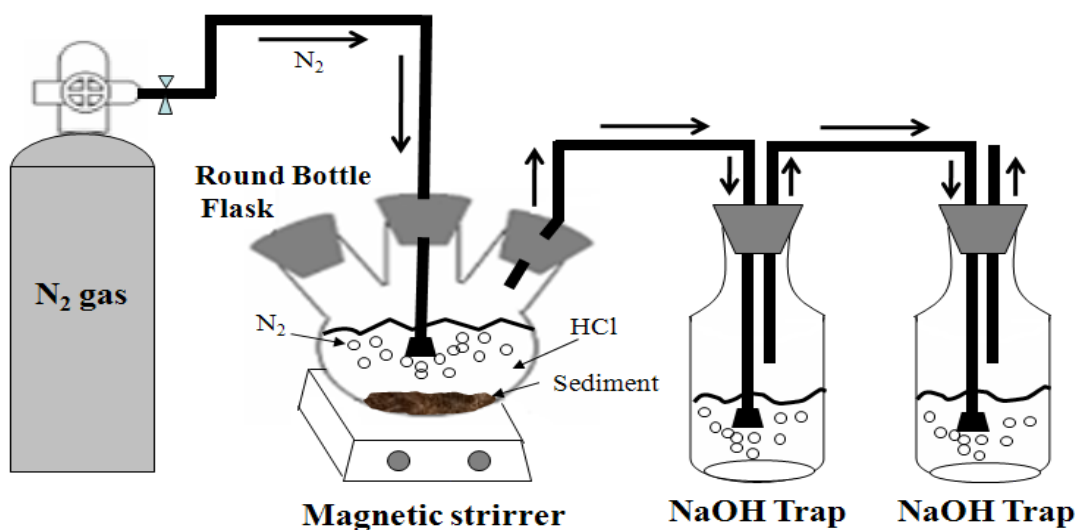 N₂
Round Bottle
Flask
N₂ gas
N₂
HCl
Sediment
Magnetic strirrer
NaOH Trap
NaOH Trap